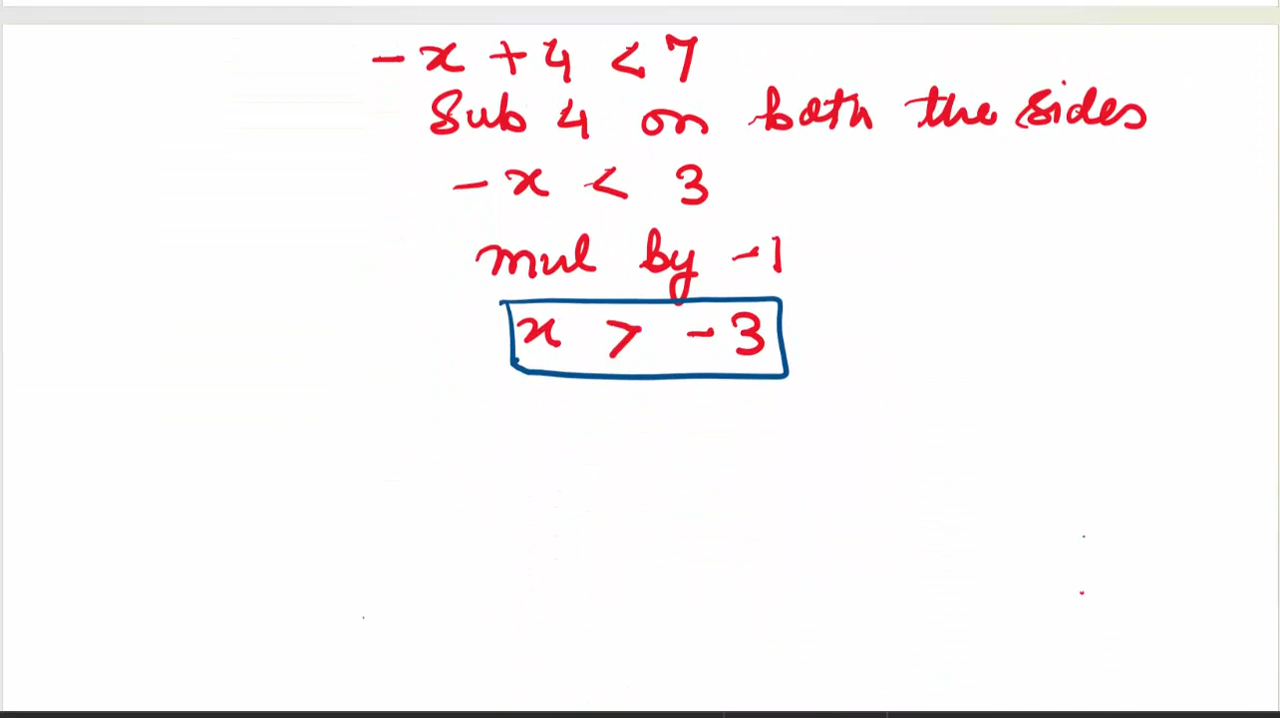 -x + 4 < 7
Sub 4 on both the sides
-x < 3
mul by -1
x > -3